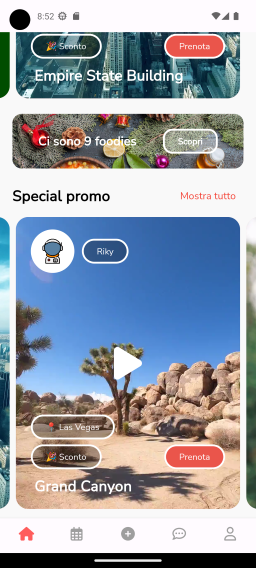 8:52
🎉 Sconto
Prenota
Empire State Building
Ci sono 9 foodies
Scopri
Special promo
Mostra tutto
Riky
📍 Las Vegas
🎉 Sconto
Prenota
Grand Canyon